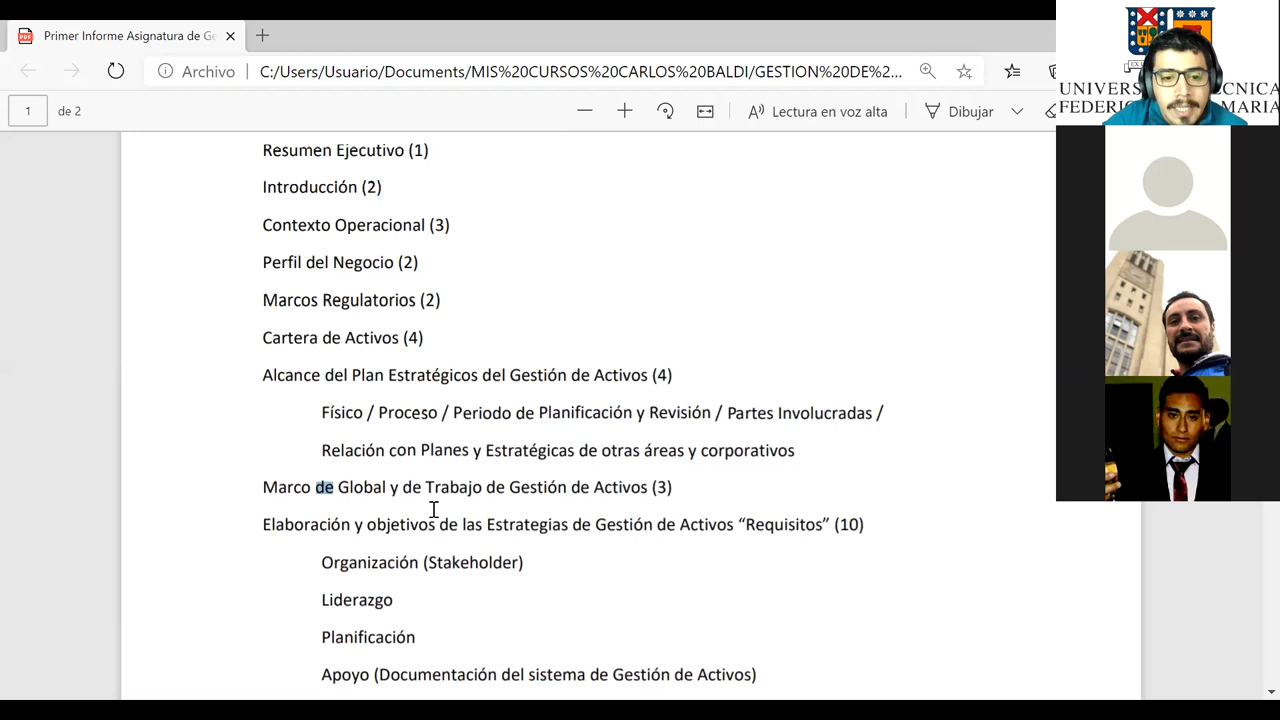 Primer Informe Asignatura de Ge
Archivo
C:/Users/Usuario/Documents/MIS%20CURSOS%20CARLOS%20BALDI/GESTION%20DE%2...
1 de 2
Lectura en voz alta
Dibujar
Resumen Ejecutivo (1)
Introducción (2)
Contexto Operacional (3)
Perfil del Negocio (2)
Marcos Regulatorios (2)
Cartera de Activos (4)
Alcance del Plan Estratégicos del Gestión de Activos (4)
Físico / Proceso / Periodo de Planificación y Revisión / Partes Involucradas /
Relación con Planes y Estratégicas de otras áreas y corporativos
Marco de Global y de Trabajo de Gestión de Activos (3)
Elaboración y objetivos de las Estrategias de Gestión de Activos “Requisitos” (10)
Organización (Stakeholder)
Liderazgo
Planificación
Apoyo (Documentación del sistema de Gestión de Activos)
UNIVERS CNICA
FEDERIC MARIA